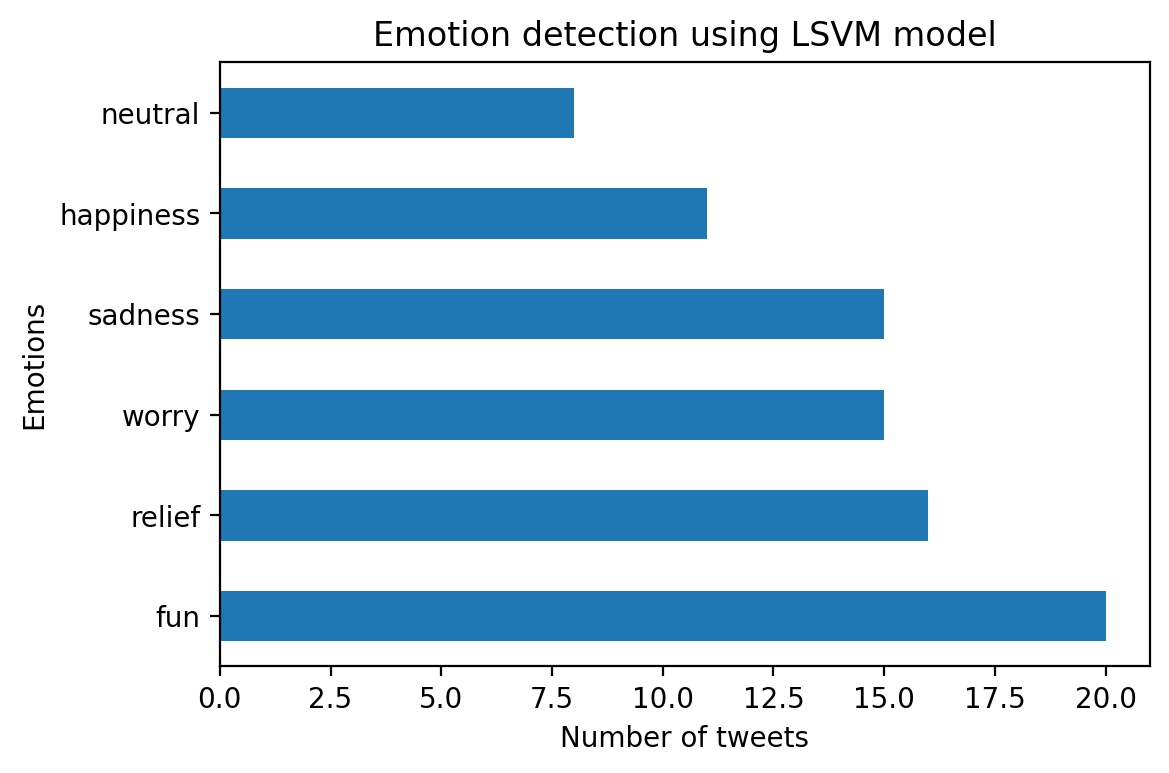 Emotion detection using LSVM model
neutral
happiness
sadness
worry
relief
fun
Emotions
0.0 2.5 5.0 7.5 10.0 12.5 15.0 17.5 20.0
Number of tweets